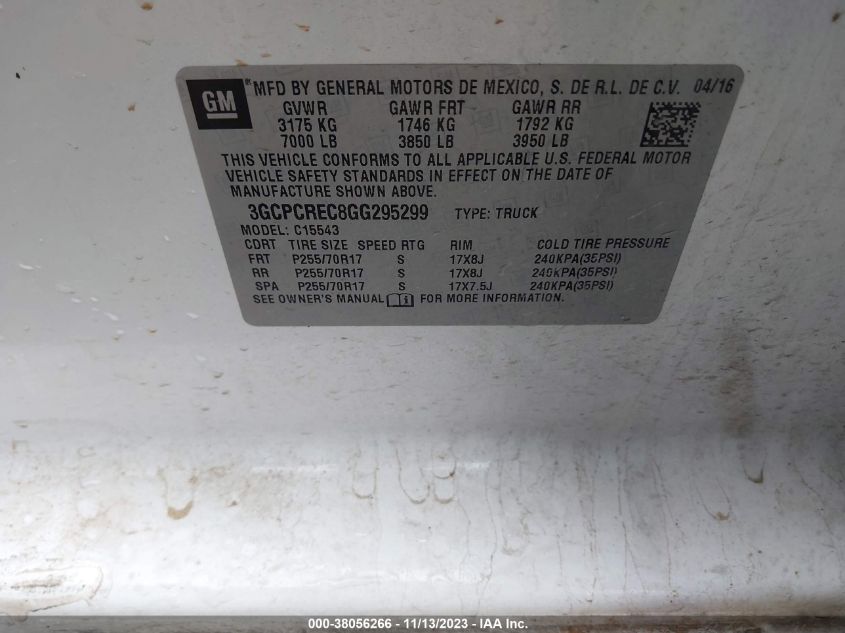 GM
MFD BY GENERAL MOTORS DE MEXICO, S. DE R.L. DE C.V. 04/16
GVWR GAWR FRT GAWR RR
3175 KG 1746 KG 1792 KG
7000 LB 3850 LB 3950 LB
THIS VEHICLE CONFORMS TO ALL APPLICABLE U.S. FEDERAL MOTOR
VEHICLE SAFETY STANDARDS IN EFFECT ON THE DATE OF
MANUFACTURE SHOWN ABOVE.
3GCPCREC8GG295299 TYPE: TRUCK
MODEL: C15543
CDRT TIRE SIZE SPEED RTG RIM COLD TIRE PRESSURE
FRT P255/70R17 S 17X8J 240KPA(35PSI)
RR P255/70R17 S 17X8J 240KPA(35PSI)
SPA P255/70R17 S 17X7.5J 240KPA(35PSI)
SEE OWNER'S MANUAL FOR MORE INFORMATION.
000-38056266 - 11/13/2023 - IAA Inc.